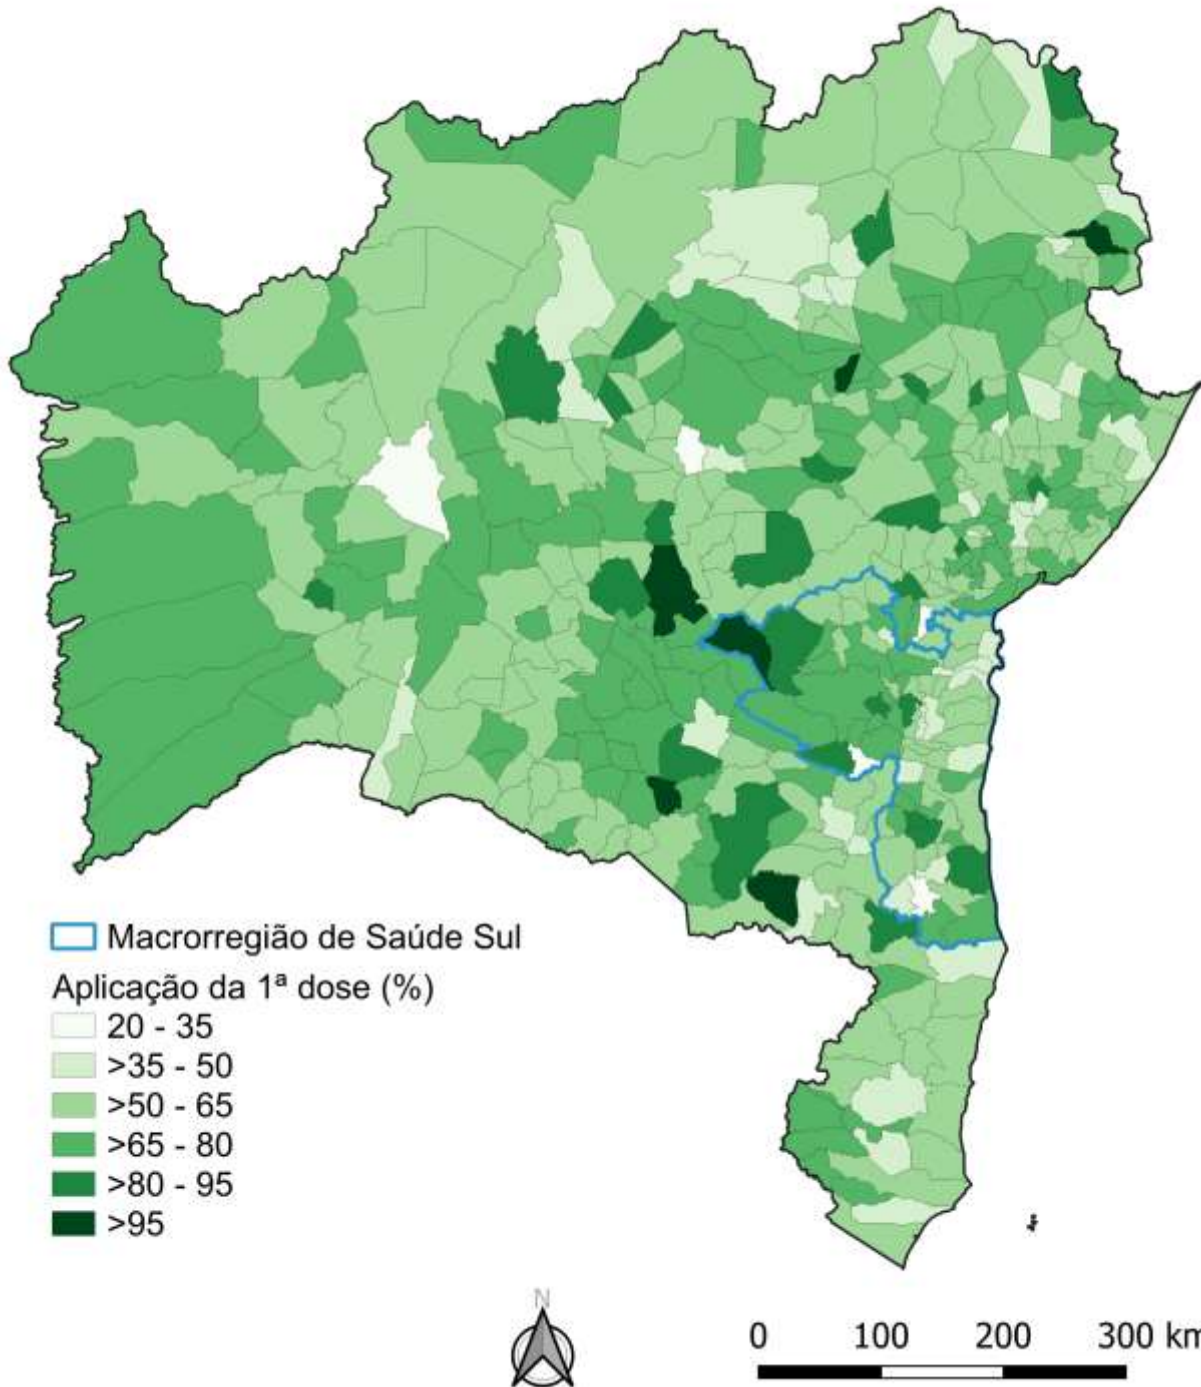 Macrorregião de Saúde Sul
Aplicação da 1ª dose (%)
20 - 35
>35 - 50
>50 - 65
>65 - 80
>80 - 95
>95
N
0 100 200 300 km